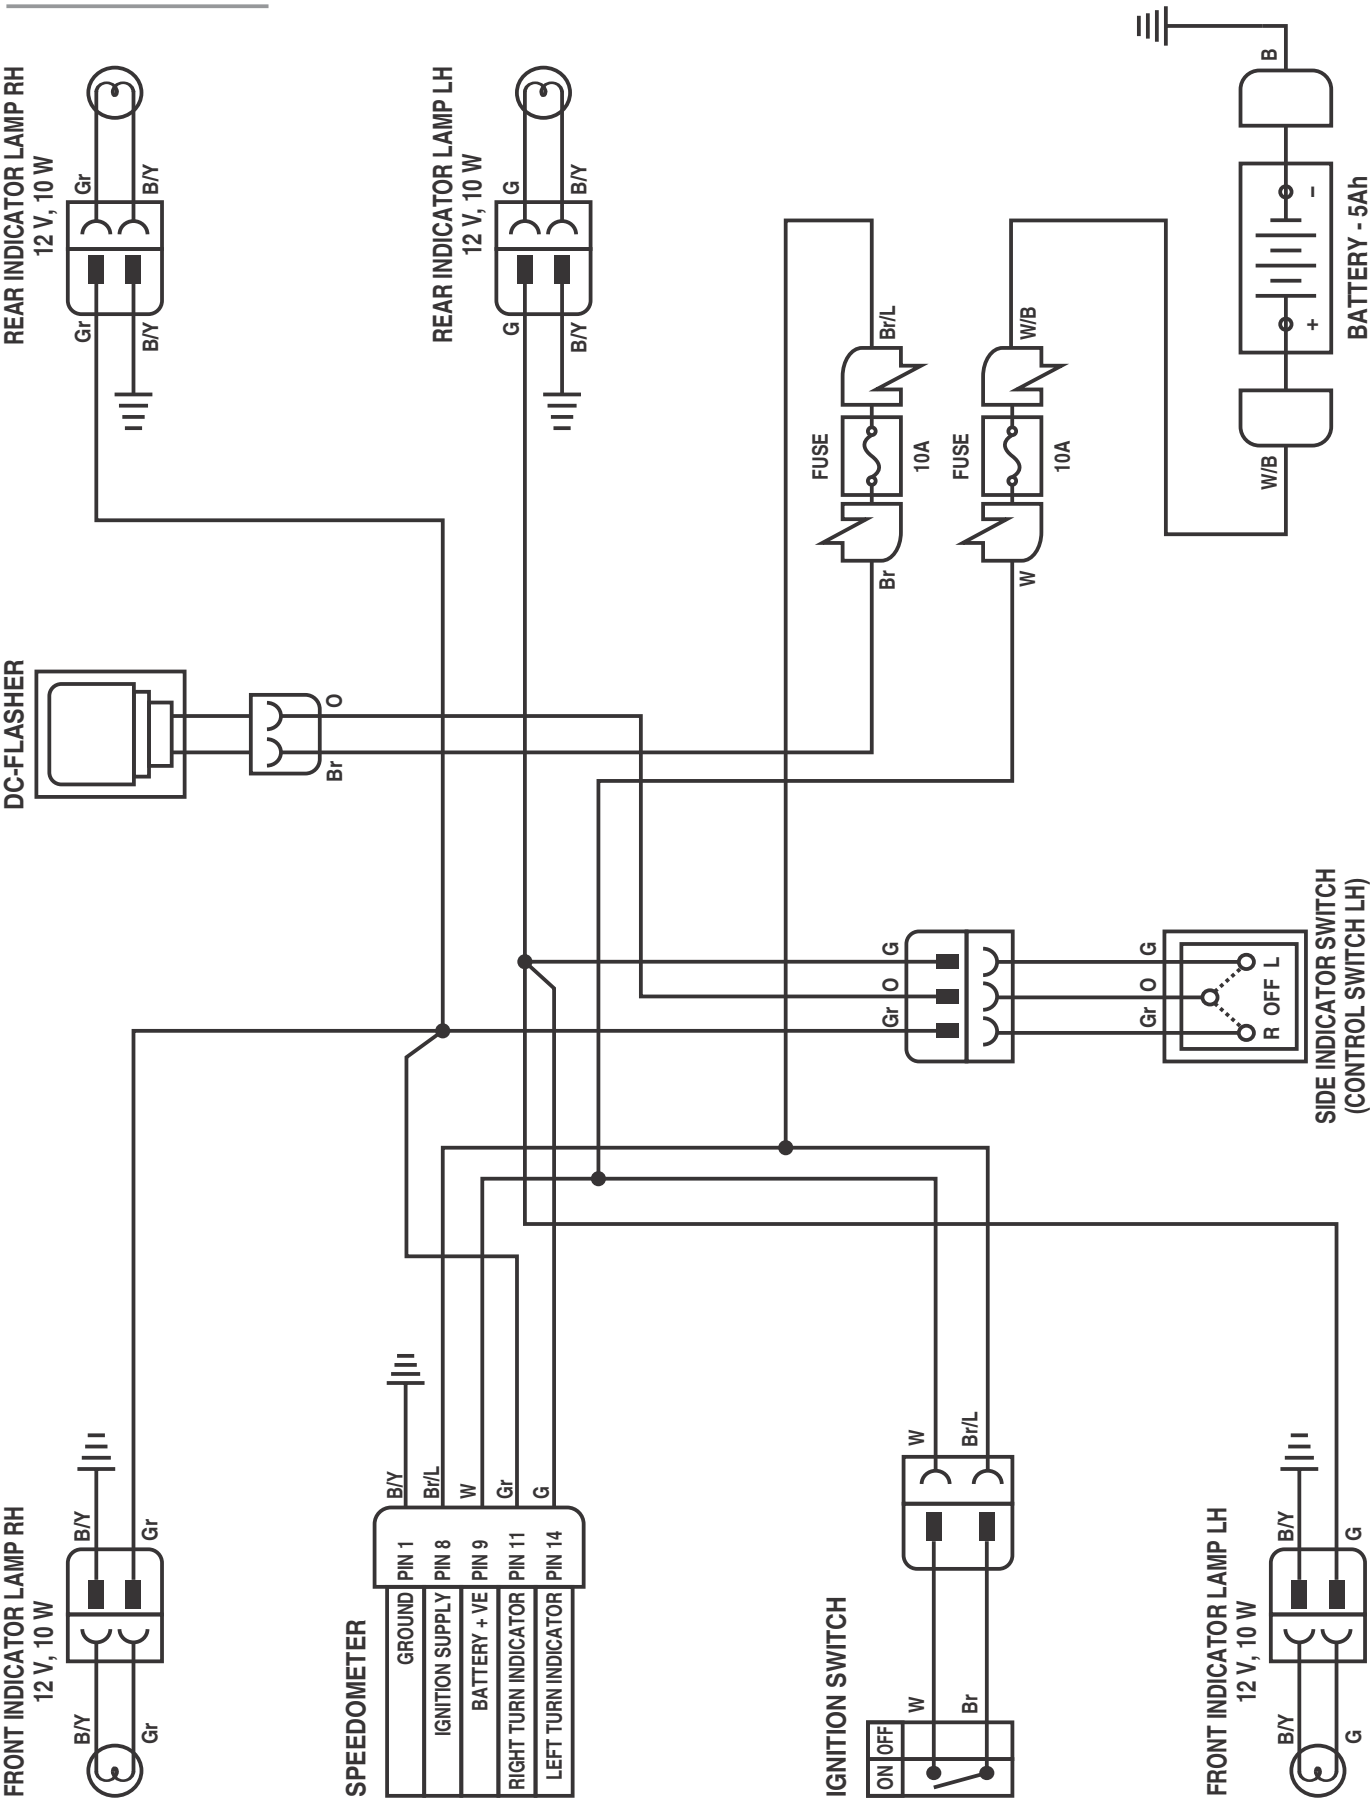 FRONT INDICATOR LAMP RH
12 V, 10 W
B/Y
Gr
B/Y
Gr
DC-FLASHER
Br
O
REAR INDICATOR LAMP RH
12 V, 10 W
Gr
B/Y
Gr
B/Y
SPEEDOMETER
GROUND
PIN 1
B/Y
IGNITION SUPPLY
PIN 8
Br/L
BATTERY + VE
PIN 9
W
RIGHT TURN INDICATOR
PIN 11
Gr
LEFT TURN INDICATOR
PIN 14
G
REAR INDICATOR LAMP LH
12 V, 10 W
G
B/Y
G
B/Y
IGNITION SWITCH
ON
OFF
W
Br
W
Br/L
FUSE
Br
Br/L
10A
FUSE
W
W/B
10A
Gr
O
G
Gr
O
G
R OFF L
SIDE INDICATOR SWITCH
(CONTROL SWITCH LH)
FRONT INDICATOR LAMP LH
12 V, 10 W
B/Y
G
B/Y
G
W/B
B
+
–
BATTERY - 5Ah